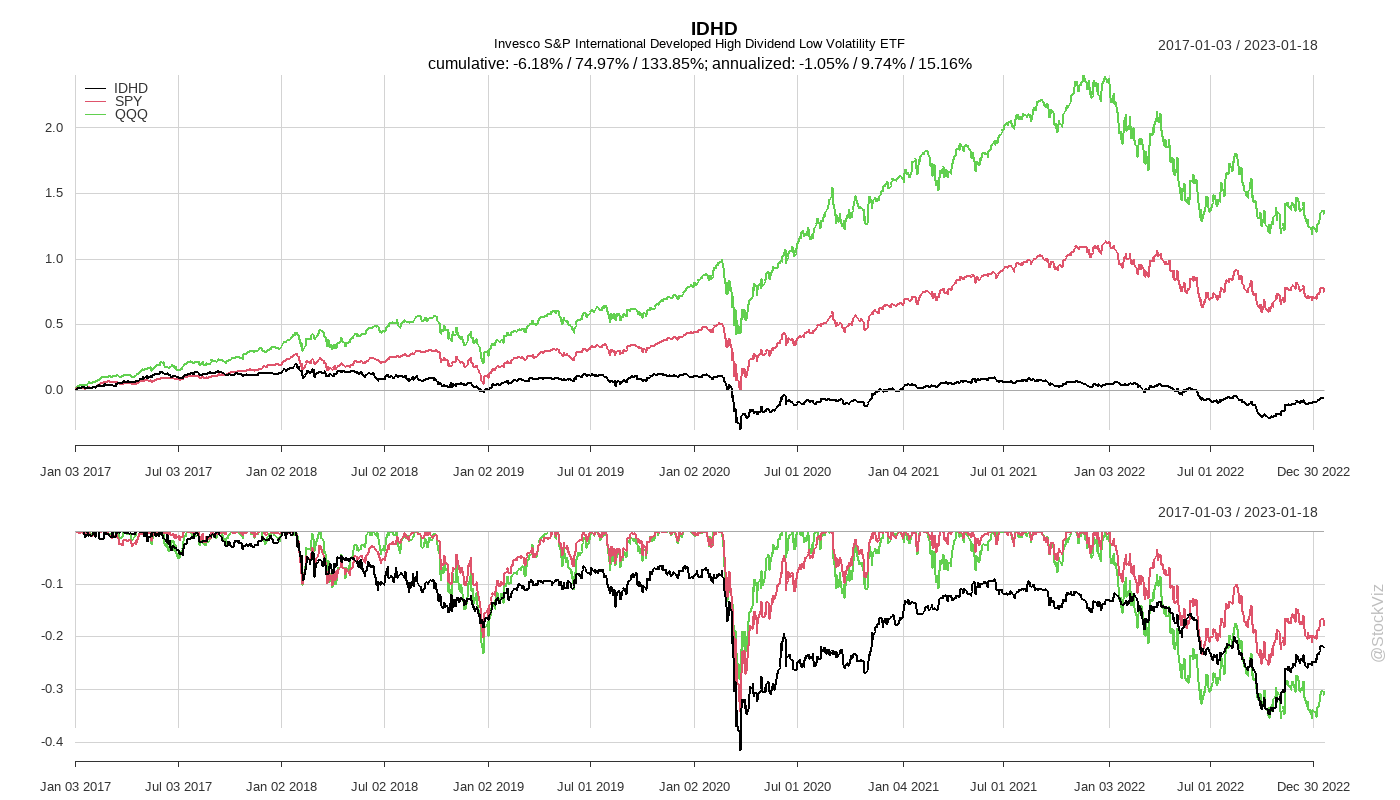 IDHD
Invesco S&P International Developed High Dividend Low Volatility ETF
2017-01-03 / 2023-01-18
cumulative: -6.18% / 74.97% / 133.85%; annualized: -1.05% / 9.74% / 15.16%
IDHD
SPY
QQQ
2.0
1.5
1.0
0.5
0.0
Jan 03 2017 Jul 03 2017 Jan 02 2018 Jul 02 2018 Jan 02 2019 Jul 01 2019 Jan 02 2020 Jul 01 2020 Jan 04 2021 Jul 01 2021 Jan 03 2022 Jul 01 2022 Dec 30 2022
2017-01-03 / 2023-01-18
-0.1
-0.2
-0.3
-0.4
Jan 03 2017 Jul 03 2017 Jan 02 2018 Jul 02 2018 Jan 02 2019 Jul 01 2019 Jan 02 2020 Jul 01 2020 Jan 04 2021 Jul 01 2021 Jan 03 2022 Jul 01 2022 Dec 30 2022
@StockViz